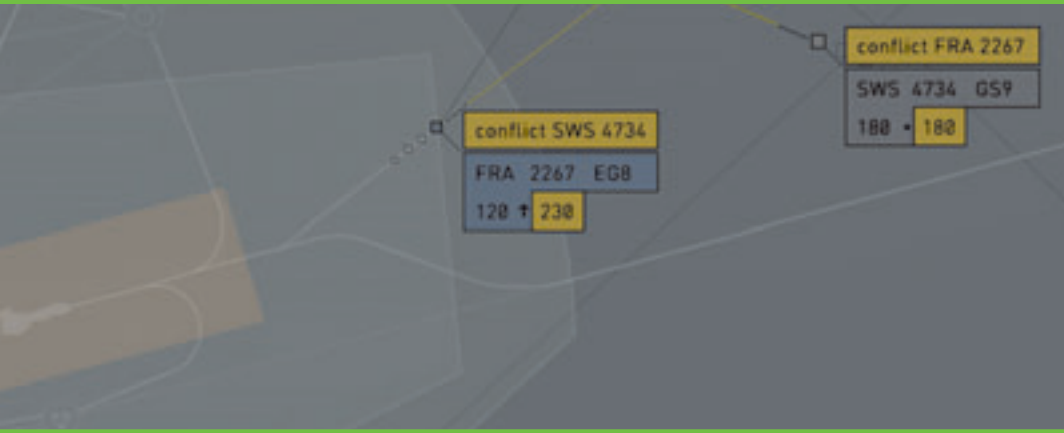 conflict FRA 2267
SWS 4734 GS9
180 • 180
conflict SWS 4734
FRA 2267 EG8
120 ↑ 230